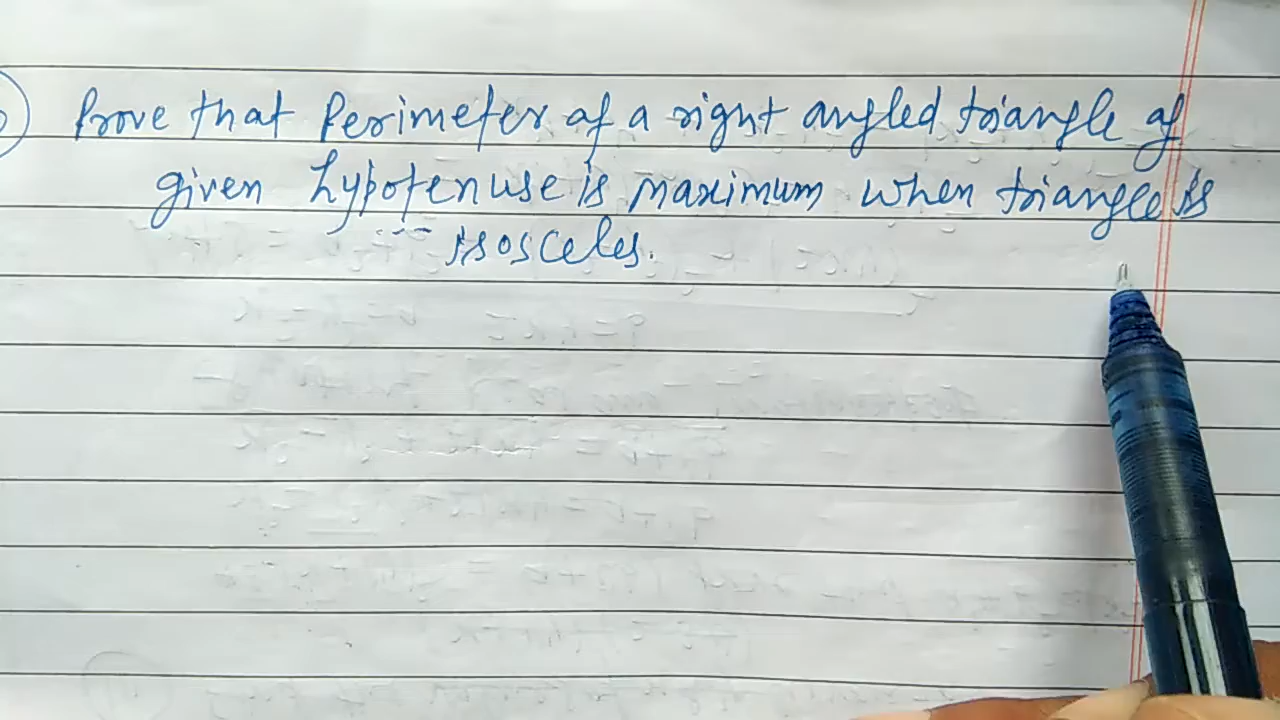 Prove that Perimeter of a right angled triangle of
given hypotenuse is maximum when triangle is
isosceles.